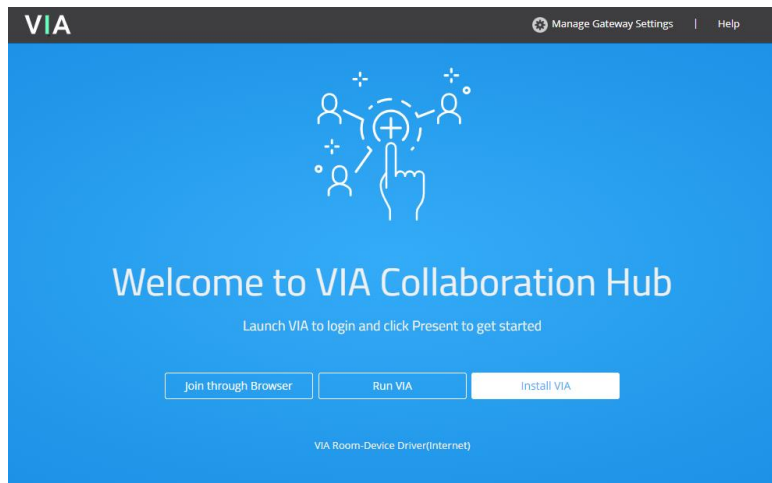 VIA
Manage Gateway Settings | Help
Welcome to VIA Collaboration Hub
Launch VIA to login and click Present to get started
Join through Browser
Run VIA
Install VIA
VIA Room-Device Driver(Internet)